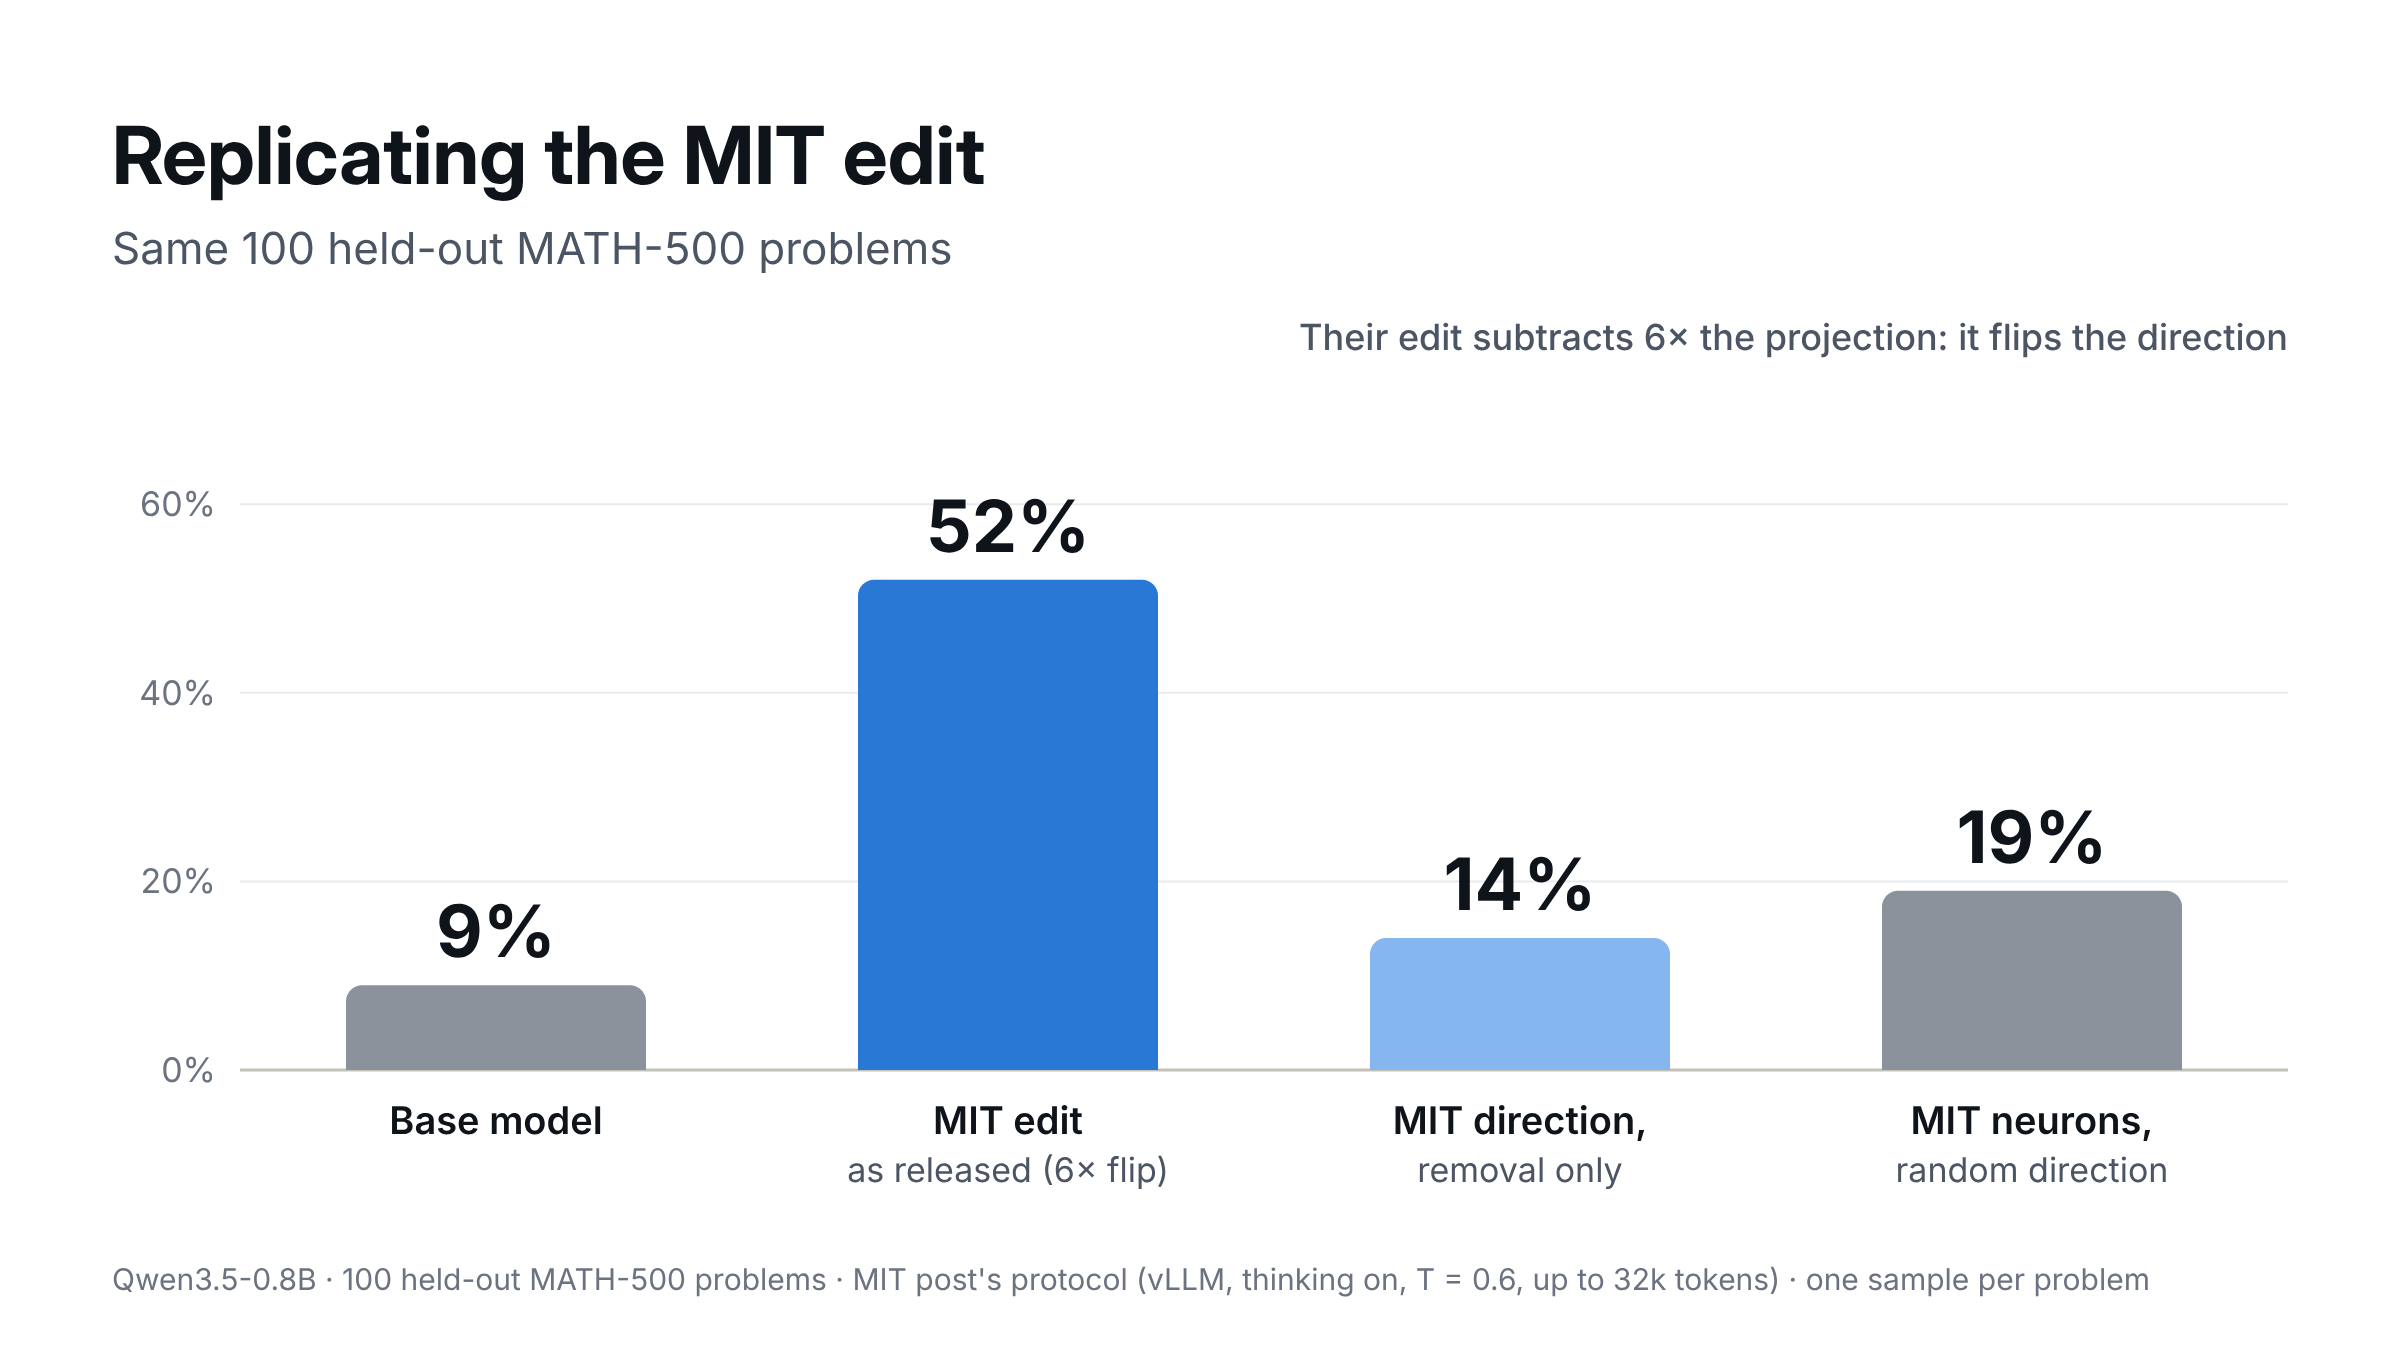 Replicating the MIT edit
Same 100 held-out MATH-500 problems
Their edit subtracts 6× the projection: it flips the direction
60%
40%
20%
0%
9%
52%
14%
19%
Base model
MIT edit
as released (6× flip)
MIT direction,
removal only
MIT neurons,
random direction
Qwen3.5-0.8B · 100 held-out MATH-500 problems · MIT post's protocol (vLLM, thinking on, T = 0.6, up to 32k tokens) · one sample per problem